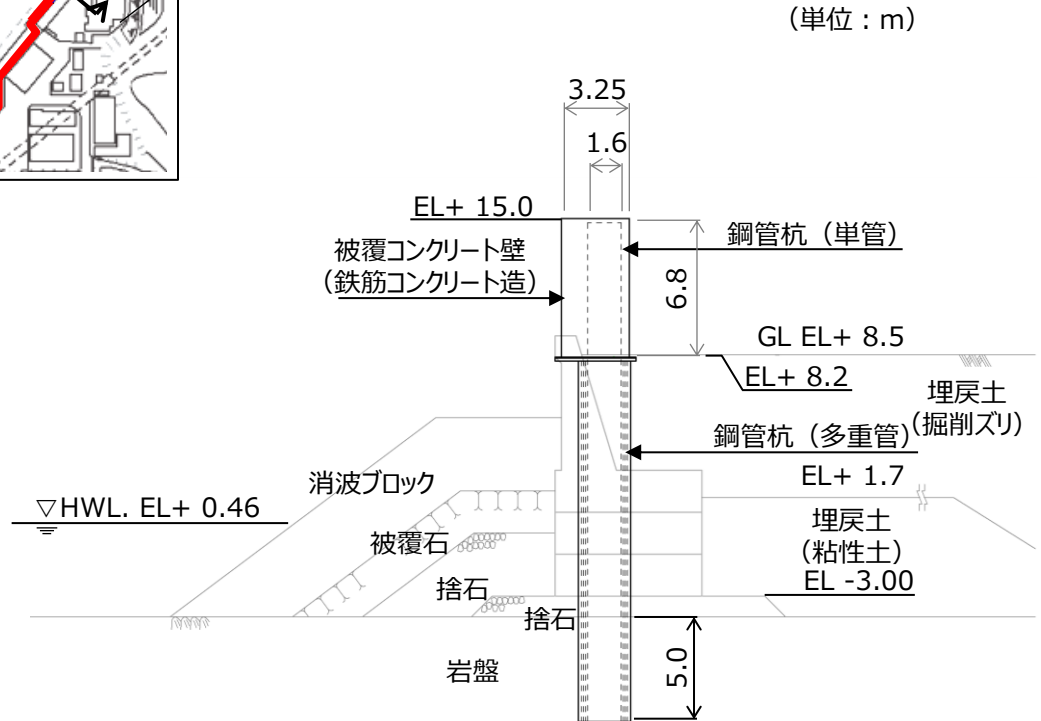 （単位：m）
3.25
1.6
EL+ 15.0
被覆コンクリート壁
（鉄筋コンクリート造）
鋼管杭（単管）
6.8
GL EL+ 8.5
EL+ 8.2
埋戻土
(掘削ズリ)
鋼管杭（多重管）
EL+ 1.7
消波ブロック
▽HWL. EL+ 0.46
埋戻土
(粘性土)
被覆石
EL -3.00
捨石
捨石
岩盤
5.0